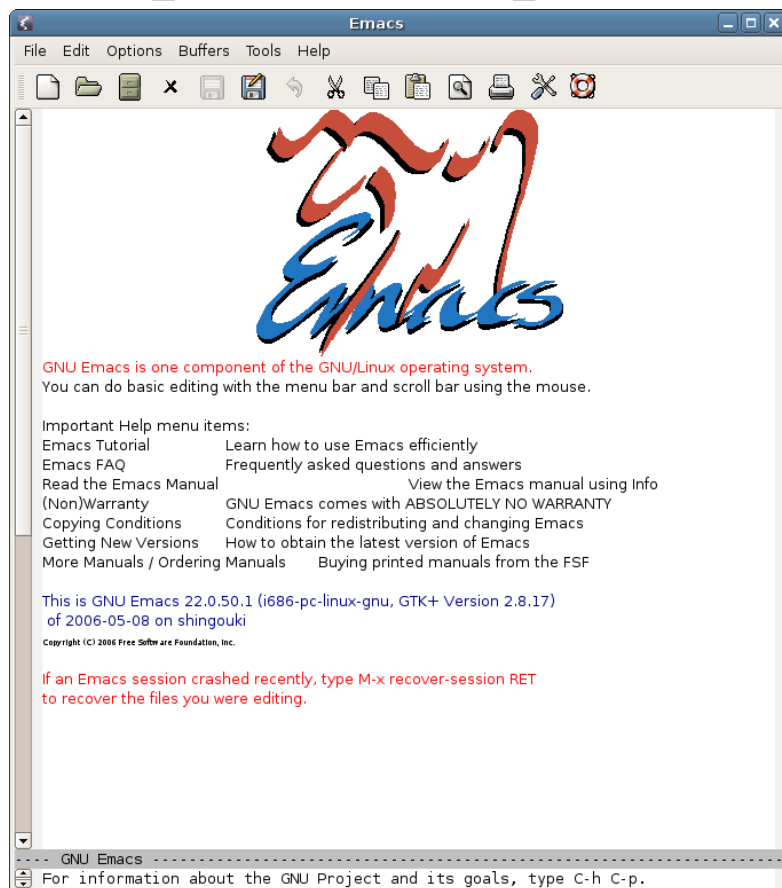 Emacs
File Edit Options Buffers Tools Help
Emacs
GNU Emacs is one component of the GNU/Linux operating system.
You can do basic editing with the menu bar and scroll bar using the mouse.
Important Help menu items:
Emacs Tutorial Learn how to use Emacs efficiently
Emacs FAQ Frequently asked questions and answers
Read the Emacs Manual View the Emacs manual using Info
(Non)Warranty GNU Emacs comes with ABSOLUTELY NO WARRANTY
Copying Conditions Conditions for redistributing and changing Emacs
Getting New Versions How to obtain the latest version of Emacs
More Manuals / Ordering Manuals Buying printed manuals from the FSF
This is GNU Emacs 22.0.50.1 (i686-pc-linux-gnu, GTK+ Version 2.8.17)
of 2006-05-08 on shingouki
Copyright (C) 2006 Free Software Foundation, Inc.
If an Emacs session crashed recently, type M-x recover-session RET
to recover the files you were editing.
---- GNU Emacs ----------------------------------------------------------------------
For information about the GNU Project and its goals, type C-h C-p.